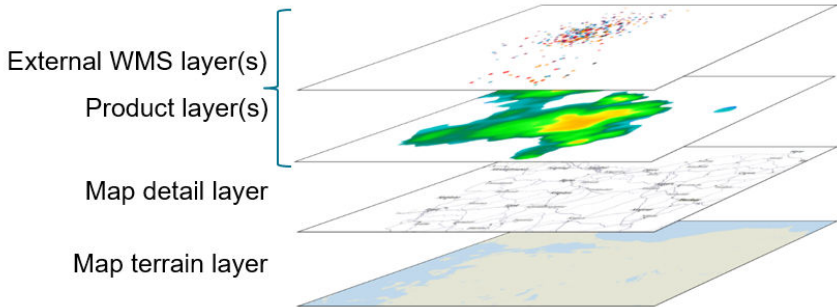 External WMS layer(s)
Product layer(s)
Map detail layer
Map terrain layer